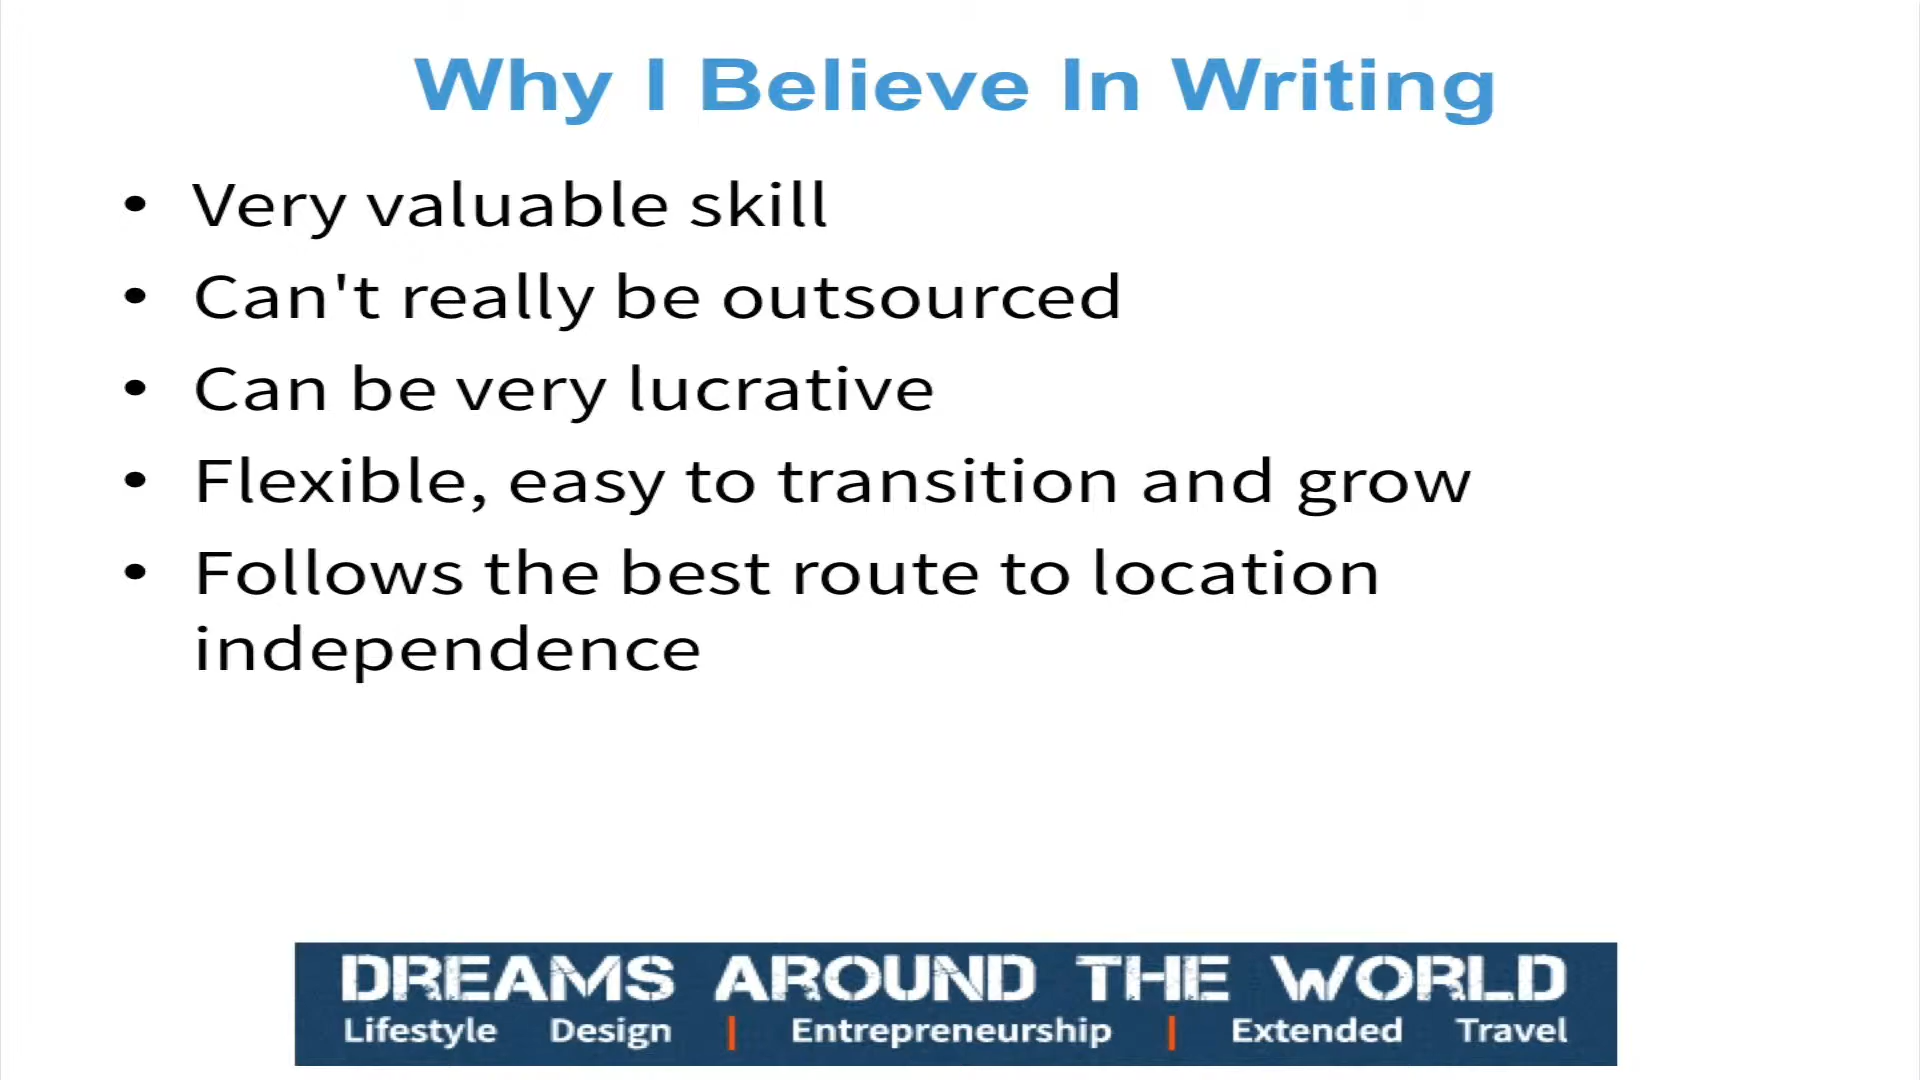 Why I Believe In Writing
• Very valuable skill
• Can't really be outsourced
• Can be very lucrative
• Flexible, easy to transition and grow
• Follows the best route to location
independence
DREAMS AROUND THE WORLD
Lifestyle Design | Entrepreneurship | Extended Travel